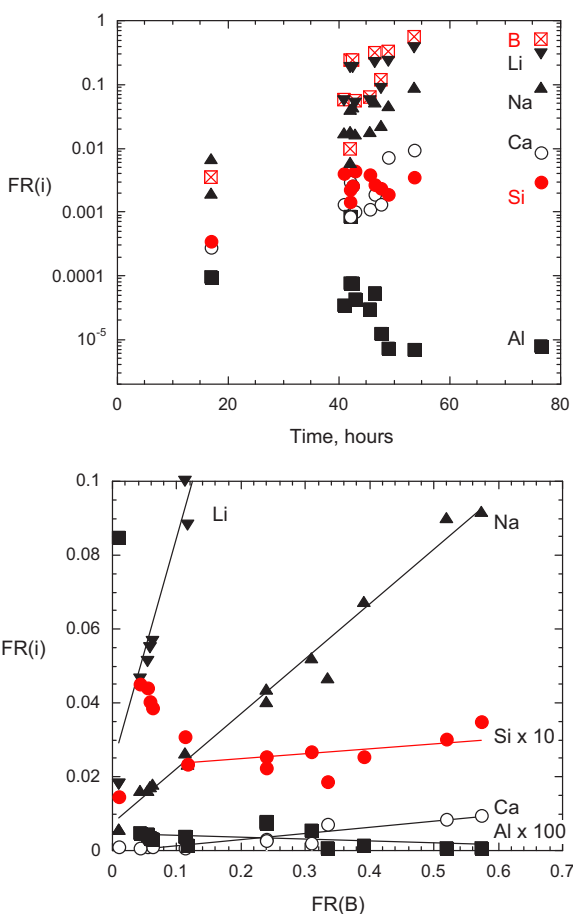 1
B
Li
0.1
Na
0.01
Ca
FR(i)
0.001
Si
0.0001
10-5
Al
0 20 40 60 80
Time, hours
0.1
Li
Na
0.08
0.06
FR(i)
0.04
Si x 10
0.02
Ca
Al x 100
0
0 0.1 0.2 0.3 0.4 0.5 0.6 0.7
FR(B)